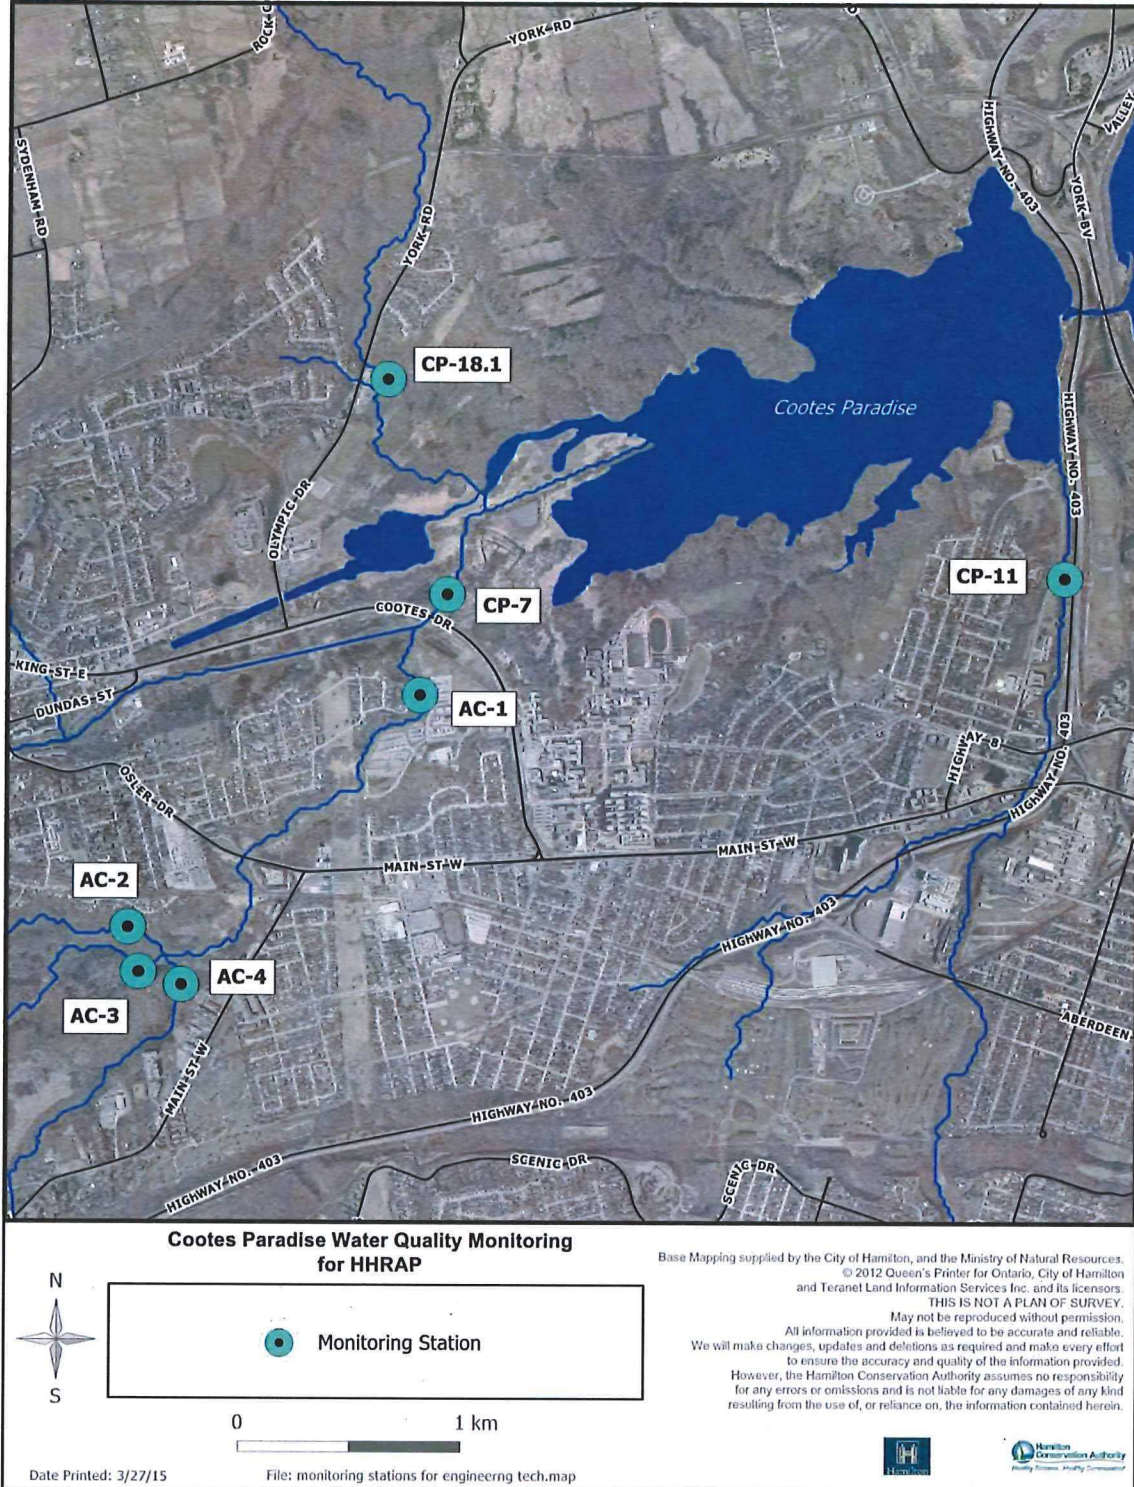 ROCK C
YORK RD
D
HIGHWAY NO. 403
VALLEY
SYDENHAM RD
YORK RD
YORK BV
CP-18.1
Cootes Paradise
HIGHWAY NO. 403
OLYMPIC DR
CP-11
CP-7
COOTES DR
KING ST E
DUNDAS ST
AC-1
HIGHWAY 8
HIGHWAY NO. 403
OSLER DR
MAIN ST W
MAIN ST W
AC-2
HIGHWAY NO. 403
AC-4
AC-3
ABERDEEN
MAIN ST W
HIGHWAY NO. 403
HIGHWAY NO. 403
SCENIC DR
SCENIC DR
Cootes Paradise Water Quality Monitoring
for HHRAP
N
S
Monitoring Station
0 1 km
Date Printed: 3/27/15
File: monitoring stations for engineerng tech.map
Base Mapping supplied by the City of Hamilton, and the Ministry of Natural Resources.
© 2012 Queen's Printer for Ontario, City of Hamilton
and Teranet Land Information Services Inc. and its licensors.
THIS IS NOT A PLAN OF SURVEY.
May not be reproduced without permission.
All information provided is believed to be accurate and reliable.
We will make changes, updates and deletions as required and make every effort
to ensure the accuracy and quality of the information provided.
However, the Hamilton Conservation Authority assumes no responsibility
for any errors or omissions and is not liable for any damages of any kind
resulting from the use of, or reliance on, the information contained herein.
Hamilton
Hamilton
Conservation Authority